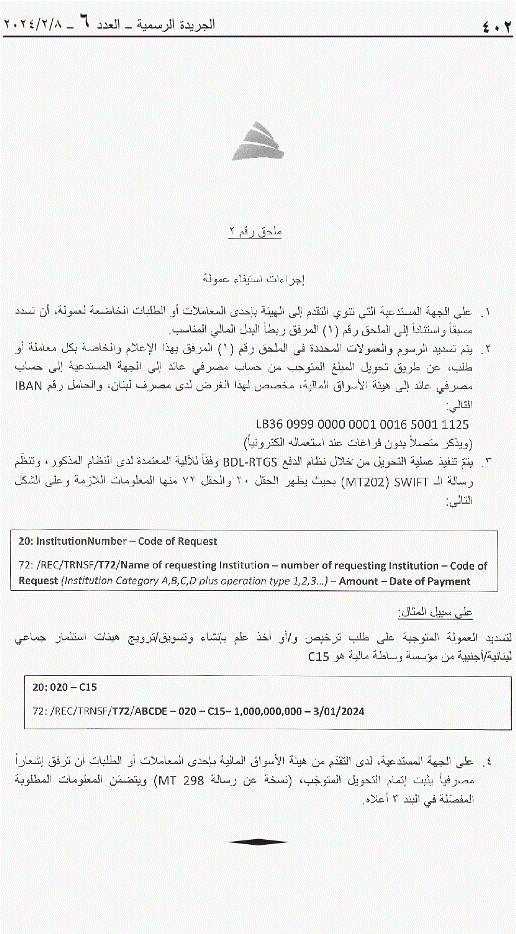 ٤٠٢
الجريدة الرسمية ــ العدد ٦ ــ ٢٠٢٤/٢/٨
ملحق رقم ٢
إجراءات استيفاء عمولة
١. على الجهة المستدعية التي تنوي التقدم إلى الهيئة بإحدى المعاملات أو الطلبات الخاضعة لعمولة، أن تسدد
مسبقاً واستناداً إلى الملحق رقم (١) المرفق ربطاً البدل المالي المناسب.
٢. يتم تسديد الرسوم والعمولات المحددة في الملحق رقم (١) المرفق بهذا الإعلام والخاصة بكل معاملة أو
طلب، عن طريق تحويل المبلغ المتوجب من حساب مصرفي عائد إلى الجهة المستدعية إلى حساب
مصرفي عائد إلى هيئة الأسواق المالية، مخصص لهذا الغرض لدى مصرف لبنان، والحامل رقم IBAN
التالي:
LB36 0999 0000 0001 0016 5001 1125
(ويذكر متصلاً بدون فراغات عند استعماله الكترونياً)
٣. يتمّ تنفيذ عملية التحويل من خلال نظام الدفع BDL-RTGS وفقاً للآلية المعتمدة لدى النظام المذكور، وتنظّم
رسالة الـ SWIFT (MT202) بحيث يظهر الحقل ٢٠ والحقل ٧٢ منها المعلومات اللازمة وعلى الشكل
التالي:
20: InstitutionNumber – Code of Request
72: /REC/TRNSF/T72/Name of requesting Institution – number of requesting Institution – Code of
Request (Institution Category A,B,C,D plus operation type 1,2,3...) – Amount – Date of Payment
على سبيل المثال:
لتسديد العمولة المتوجبة على طلب ترخيص و/أو أخذ علم بإنشاء وتسويق/ترويج هيئات استثمار جماعي
لبنانية/أجنبية من مؤسسة وساطة مالية هو C15
20: 020 – C15
72: /REC/TRNSF/T72/ABCDE – 020 – C15– 1,000,000,000 – 3/01/2024
٤. على الجهة المستدعية، لدى التقدّم من هيئة الأسواق المالية بإحدى المعاملات أو الطلبات أن ترفق إشعاراً
مصرفياً يثبت إتمام التحويل المتوجّب، (نسخة عن رسالة MT 298) ويتضمّن المعلومات المطلوبة
المفصّلة في البند ٣ أعلاه.